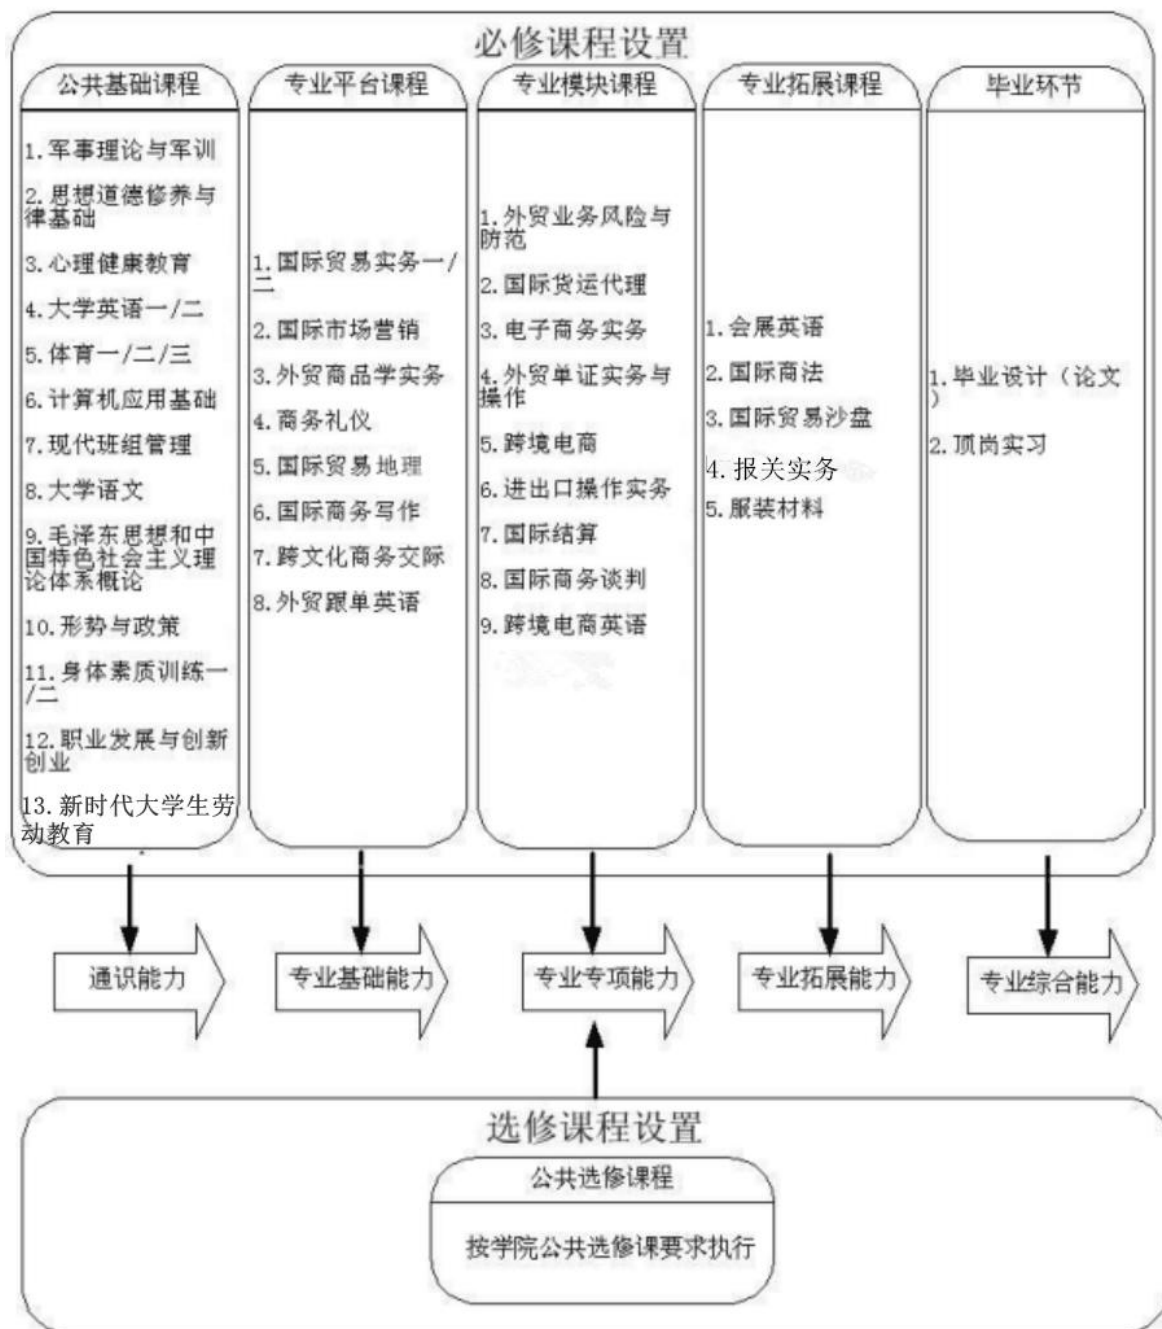 必修课程设置
公共基础课程
1.军事理论与军训
2.思想道德修养与
律基础
3.心理健康教育
4.大学英语一/二
5.体育一/二/三
6.计算机应用基础
7.现代班组管理
8.大学语文
9.毛泽东思想和中
国特色社会主义理
论体系概论
10.形势与政策
11.身体素质训练一
/二
12.职业发展与创新
创业
13.新时代大学生劳
动教育
专业平台课程
1.国际贸易实务一/
二
2.国际市场营销
3.外贸商品学实务
4.商务礼仪
5.国际贸易地理
6.国际商务写作
7.跨文化商务交际
8.外贸跟单英语
专业模块课程
1.外贸业务风险与
防范
2.国际货运代理
3.电子商务实务
4.外贸单证实务与
操作
5.跨境电商
6.进出口操作实务
7.国际结算
8.国际商务谈判
9.跨境电商英语
专业拓展课程
1.会展英语
2.国际商法
3.国际贸易沙盘
4.报关实务
5.服装材料
毕业环节
1.毕业设计（论文
）
2.顶岗实习
通识能力
专业基础能力
专业专项能力
专业拓展能力
专业综合能力
选修课程设置
公共选修课程
按学院公共选修课要求执行